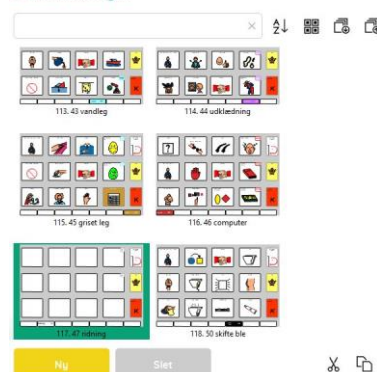 113. 43 vandleg
114. 44 udklædning
115. 45 griset leg
116. 46 computer
117. 47 ridning
118. 50 skifte ble
Ny
Slet